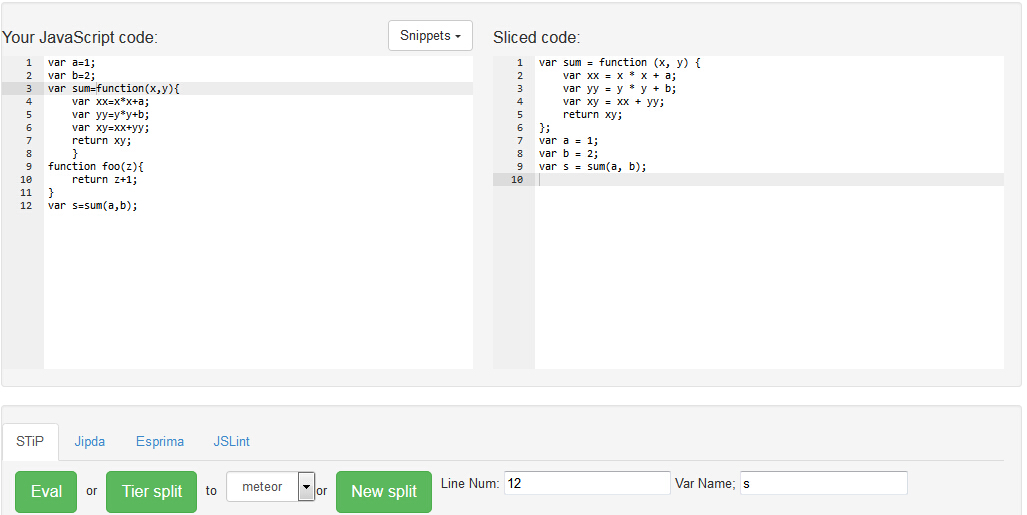 Your JavaScript code:
Snippets
1 var a=1;
2 var b=2;
3 var sum=function(x,y){
4 var xx=x*x+a;
5 var yy=y*y+b;
6 var xy=xx+yy;
7 return xy;
8 }
9 function foo(z){
10 return z+1;
11 }
12 var s=sum(a,b);
Sliced code:
1 var sum = function (x, y) {
2 var xx = x * x + a;
3 var yy = y * y + b;
4 var xy = xx + yy;
5 return xy;
6 };
7 var a = 1;
8 var b = 2;
9 var s = sum(a, b);
10
STiP Jipda Esprima JSLint
Eval or Tier split to meteor or New split Line Num: 12 Var Name; s